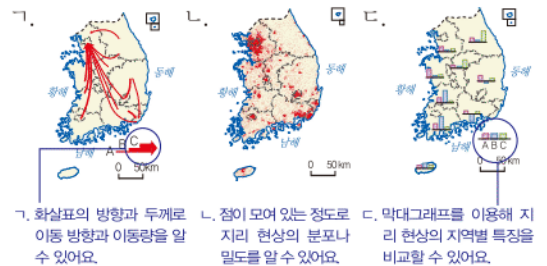 ㄱ.
ㄴ.
ㄷ.
황해
동해
남해
A B C
0 50km
황해
동해
남해
0 50km
황해
동해
남해
A B C
0 50km
ㄱ. 화살표의 방향과 두께로
이동 방향과 이동량을 알
수 있어요.
ㄴ. 점이 모여 있는 정도로
지리 현상의 분포나
밀도를 알 수 있어요.
ㄷ. 막대그래프를 이용해 지
리 현상의 지역별 특징을
비교할 수 있어요.